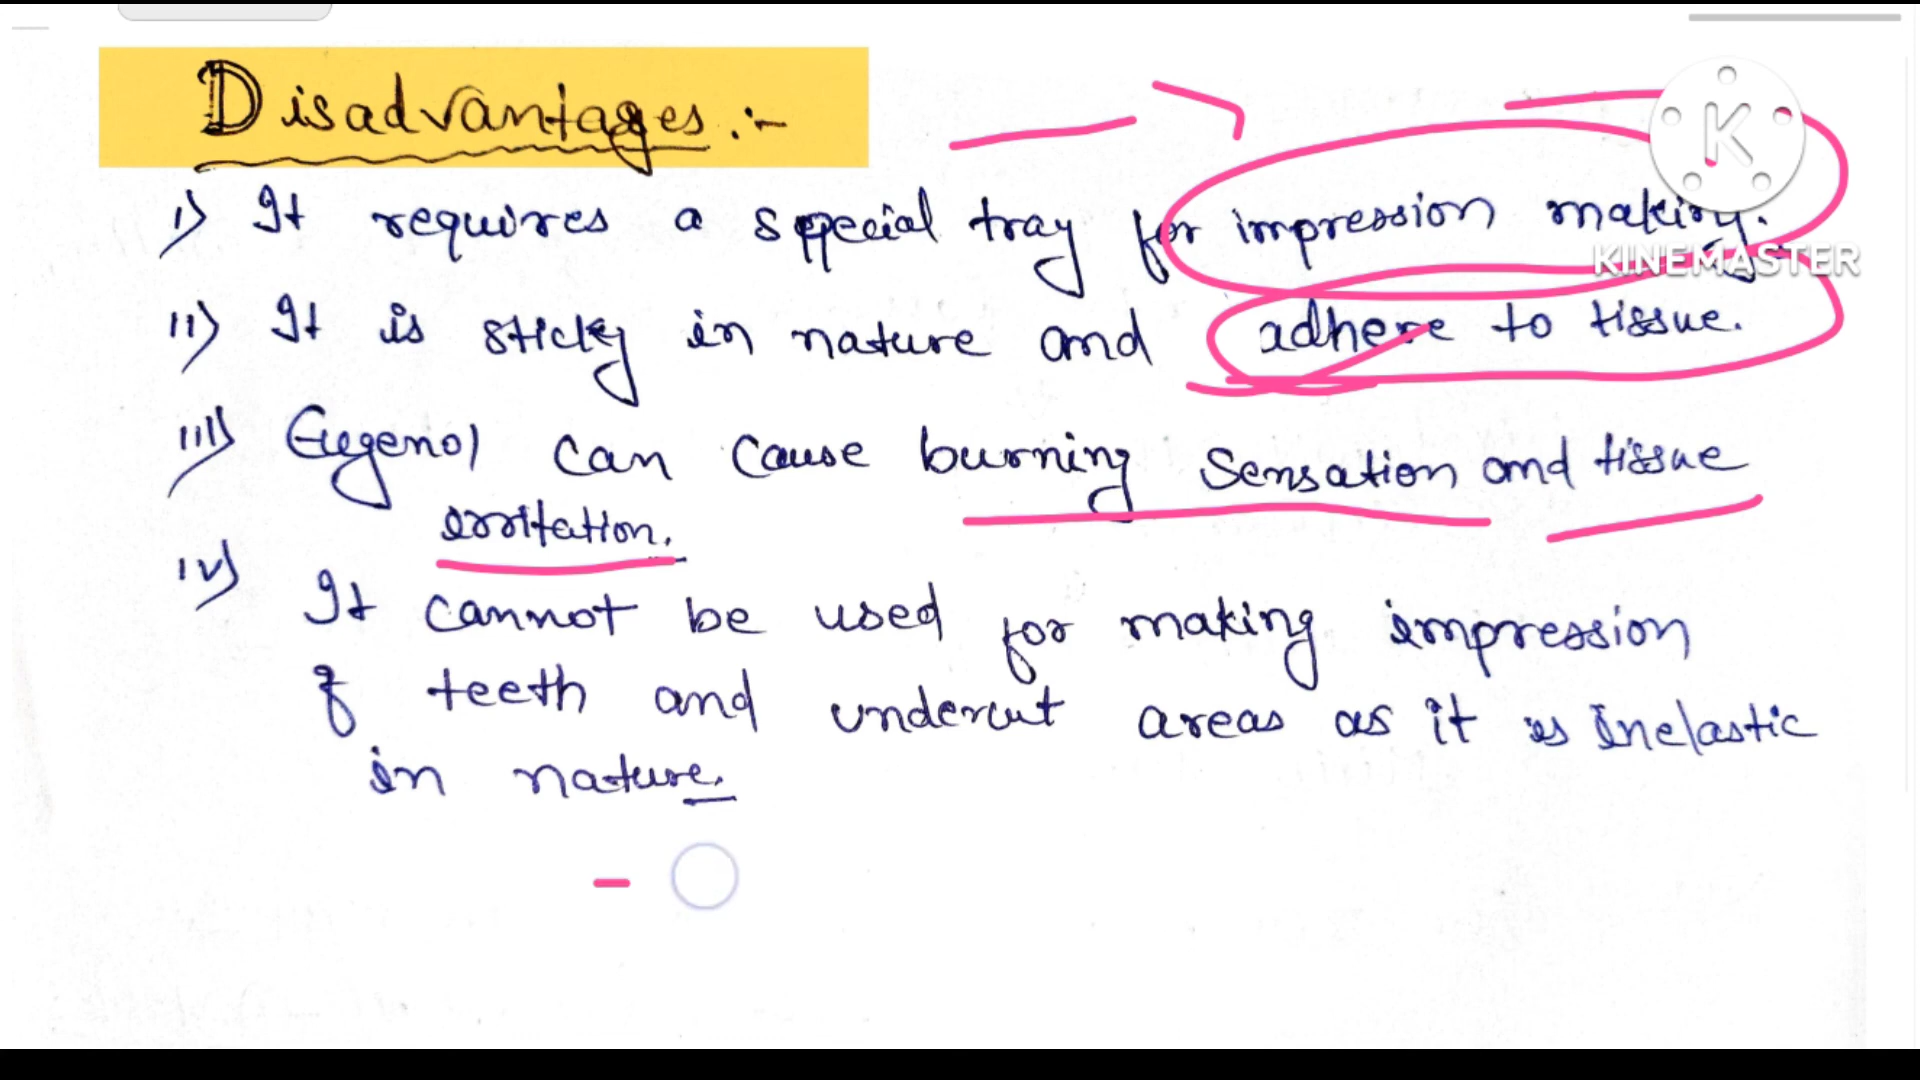 Disadvantages :-
i) It requires a special tray for impression making.
KINEMASTER
ii) It is sticky in nature and adhere to tissue.
iii) Eugenol can cause burning sensation and tissue
irritation.
iv) It cannot be used for making impression
of teeth and undercut areas as it is Inelastic
in nature.